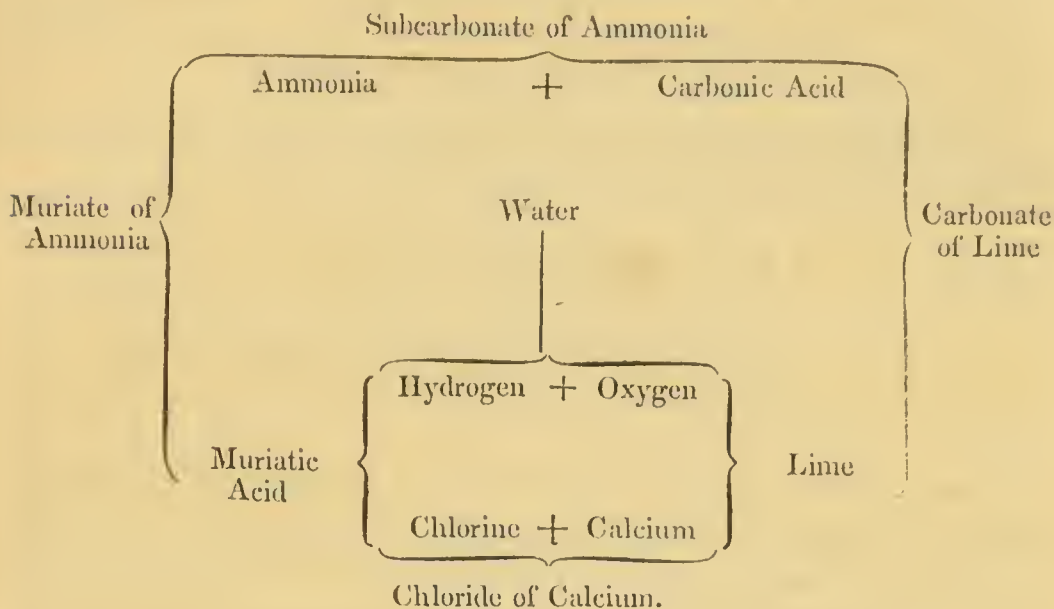 Subcarbonate of Ammonia
Ammonia + Carbonic Acid
Muriate of
Ammonia
Water
Carbonate
of Lime
Hydrogen + Oxygen
Muriatic
Acid
Lime
Chlorine + Calcium
Chloride of Calcium.